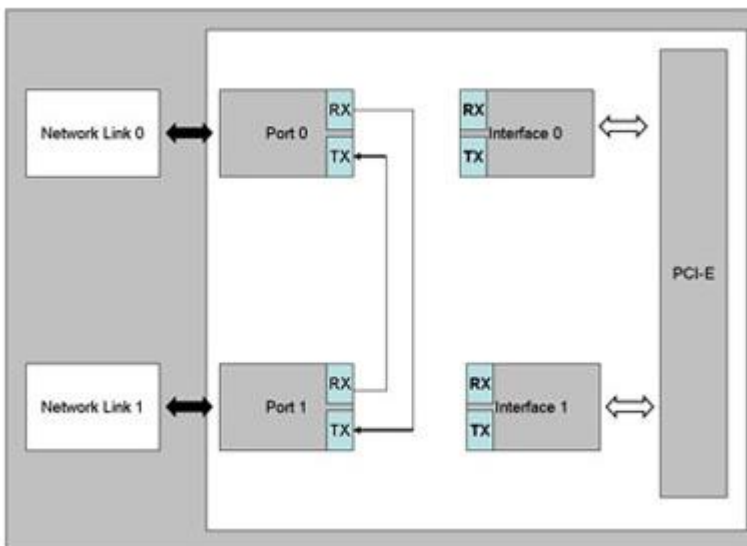 Network Link 0
Port 0
RX
TX
RX
TX
Interface 0
PCI-E
Network Link 1
Port 1
RX
TX
RX
TX
Interface 1